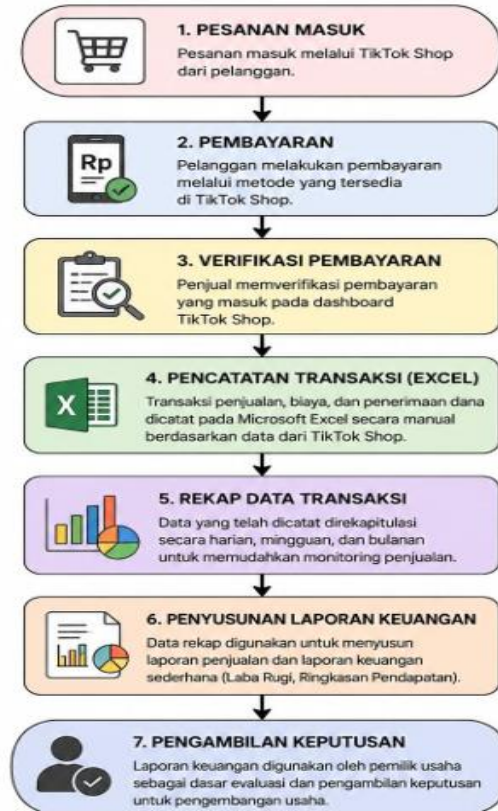 1. PESANAN MASUK
Pesanan masuk melalui TikTok Shop
dari pelanggan.
Rp
2. PEMBAYARAN
Pelanggan melakukan pembayaran
melalui metode yang tersedia
di TikTok Shop.
3. VERIFIKASI PEMBAYARAN
Penjual memverifikasi pembayaran
yang masuk pada dashboard
TikTok Shop.
X
4. PENCATATAN TRANSAKSI (EXCEL)
Transaksi penjualan, biaya, dan penerimaan dana
dicatat pada Microsoft Excel secara manual
berdasarkan data dari TikTok Shop.
5. REKAP DATA TRANSAKSI
Data yang telah dicatat direkapitulasi
secara harian, mingguan, dan bulanan
untuk memudahkan monitoring penjualan.
6. PENYUSUNAN LAPORAN KEUANGAN
Data rekap digunakan untuk menyusun
laporan penjualan dan laporan keuangan
sederhana (Laba Rugi, Ringkasan Pendapatan).
7. PENGAMBILAN KEPUTUSAN
Laporan keuangan digunakan oleh pemilik usaha
sebagai dasar evaluasi dan pengambilan keputusan
untuk pengembangan usaha.